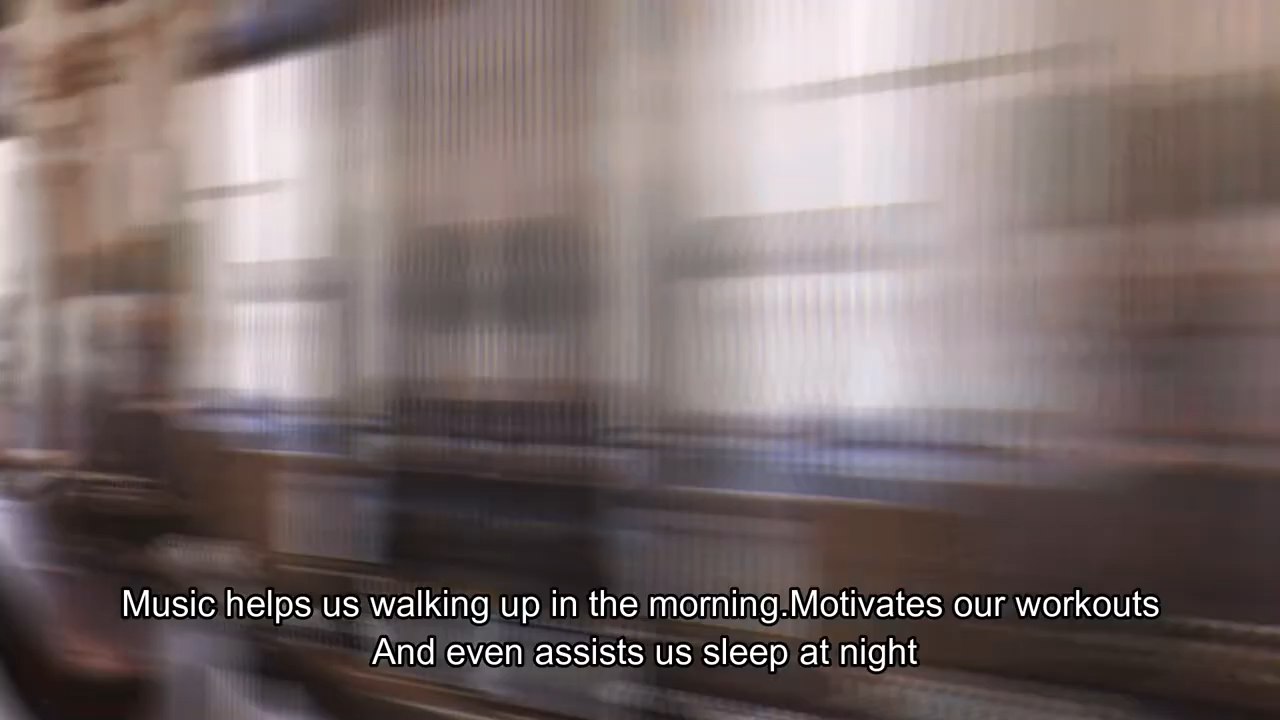 Music helps us walking up in the morning.Motivates our workouts
And even assists us sleep at night